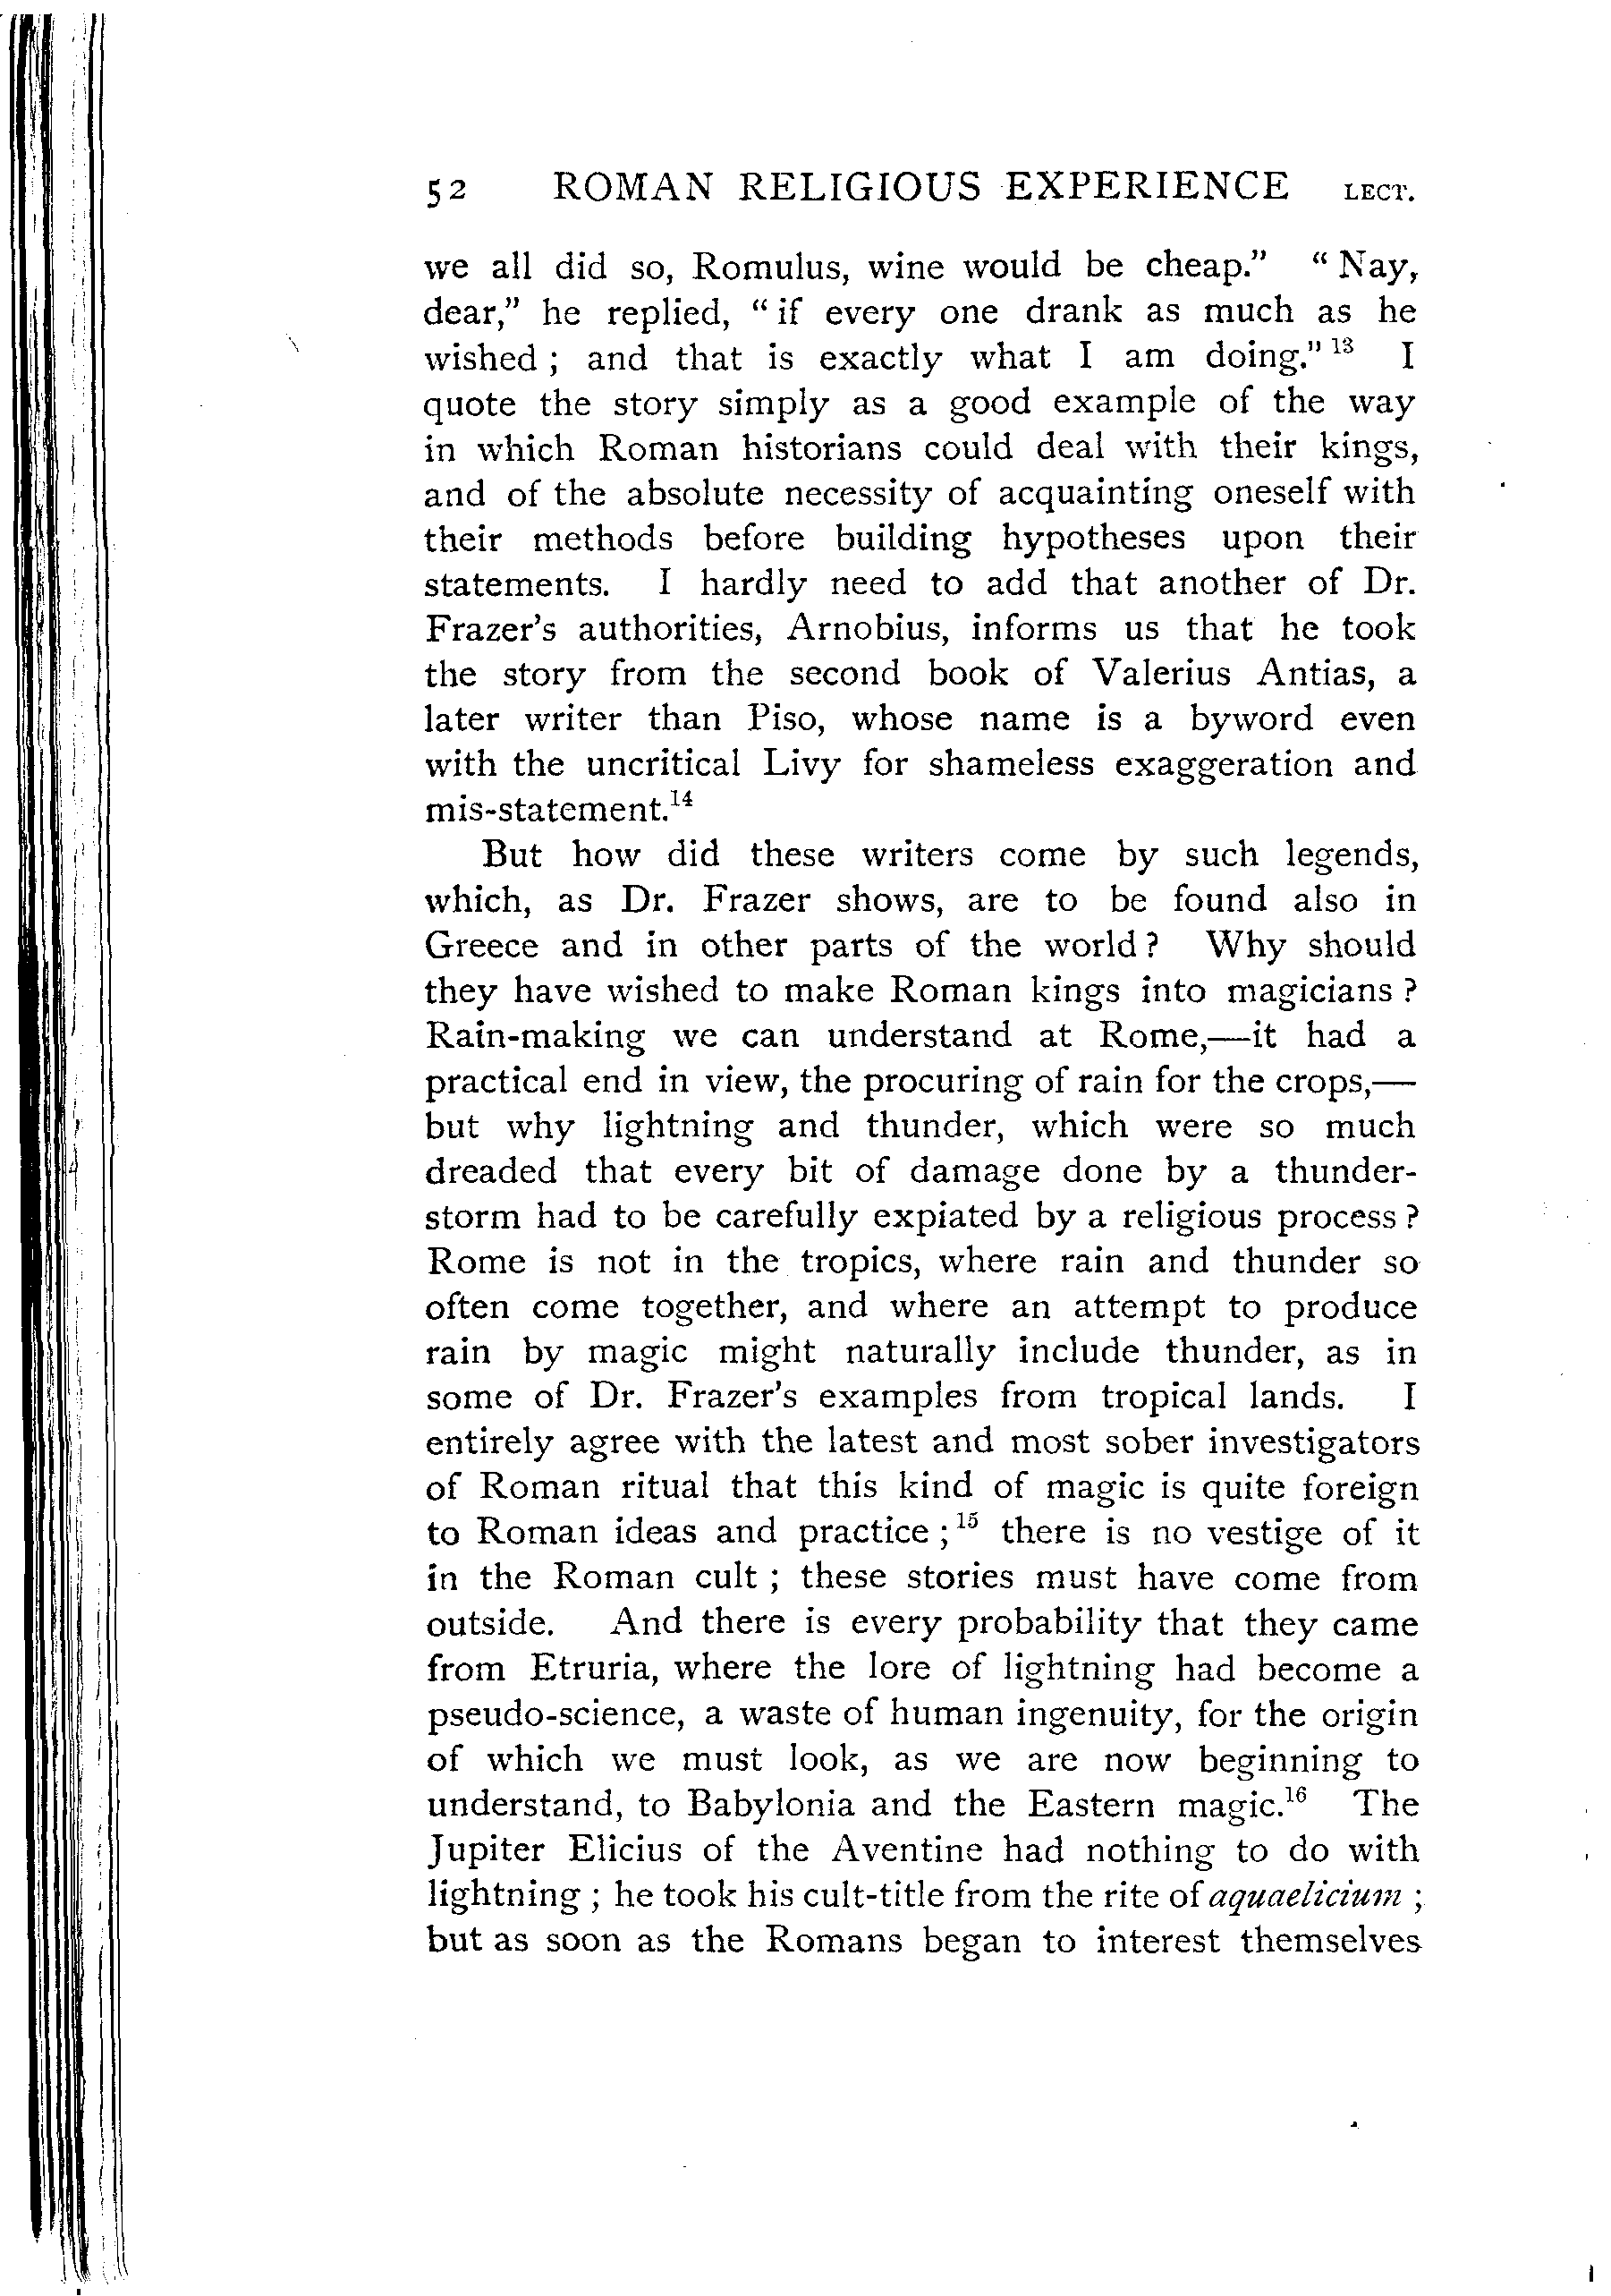 52 ROMAN RELIGIOUS EXPERIENCE LECT.
we all did so, Romulus, wine would be cheap." "Nay,
dear," he replied, "if every one drank as much as he
wished ; and that is exactly what I am doing." 13 I
quote the story simply as a good example of the way
in which Roman historians could deal with their kings,
and of the absolute necessity of acquainting oneself with
their methods before building hypotheses upon their
statements. I hardly need to add that another of Dr.
Frazer's authorities, Arnobius, informs us that he took
the story from the second book of Valerius Antias, a
later writer than Piso, whose name is a byword even
with the uncritical Livy for shameless exaggeration and
mis-statement.14
But how did these writers come by such legends,
which, as Dr. Frazer shows, are to be found also in
Greece and in other parts of the world ? Why should
they have wished to make Roman kings into magicians ?
Rain-making we can understand at Rome,—it had a
practical end in view, the procuring of rain for the crops,—
but why lightning and thunder, which were so much
dreaded that every bit of damage done by a thunder-
storm had to be carefully expiated by a religious process ?
Rome is not in the tropics, where rain and thunder so
often come together, and where an attempt to produce
rain by magic might naturally include thunder, as in
some of Dr. Frazer's examples from tropical lands. I
entirely agree with the latest and most sober investigators
of Roman ritual that this kind of magic is quite foreign
to Roman ideas and practice ; 15 there is no vestige of it
in the Roman cult ; these stories must have come from
outside. And there is every probability that they came
from Etruria, where the lore of lightning had become a
pseudo-science, a waste of human ingenuity, for the origin
of which we must look, as we are now beginning to
understand, to Babylonia and the Eastern magic.16 The
Jupiter Elicius of the Aventine had nothing to do with
lightning ; he took his cult-title from the rite of aquaelicium ;
but as soon as the Romans began to interest themselves